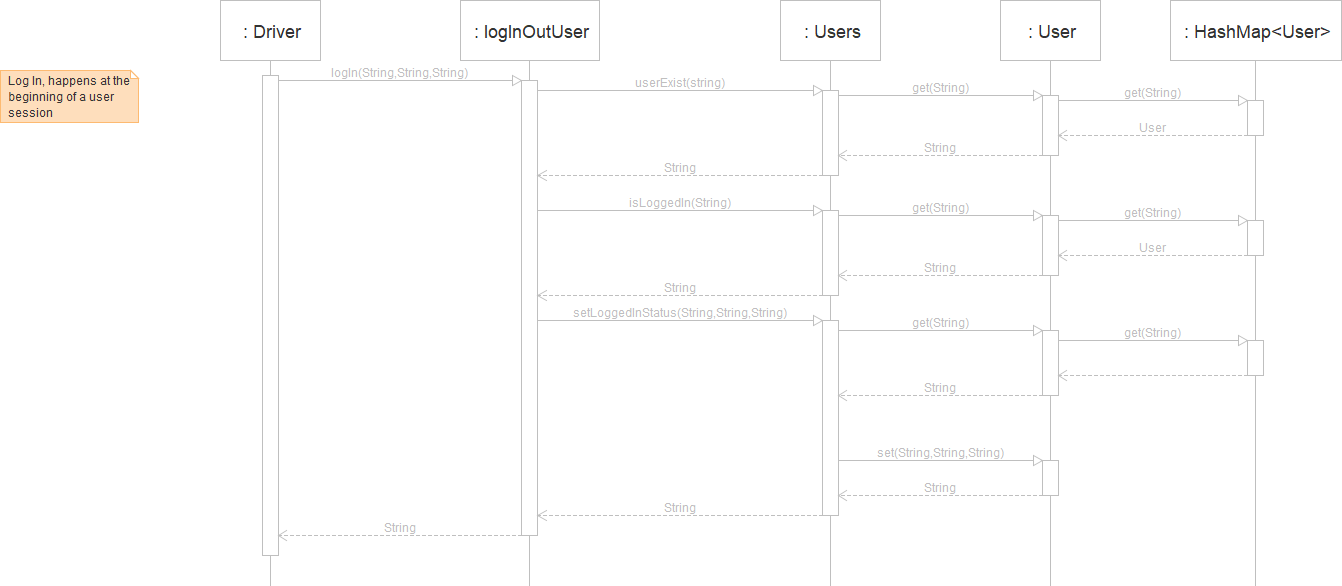 : Driver
: logInOutUser
: Users
: User
: HashMap<User>
Log In, happens at the
beginning of a user
session
logIn(String,String,String)
userExist(string)
get(String)
get(String)
User
String
String
isLoggedIn(String)
get(String)
get(String)
User
String
String
setLoggedInStatus(String,String,String)
get(String)
get(String)
String
set(String,String,String)
String
String
String